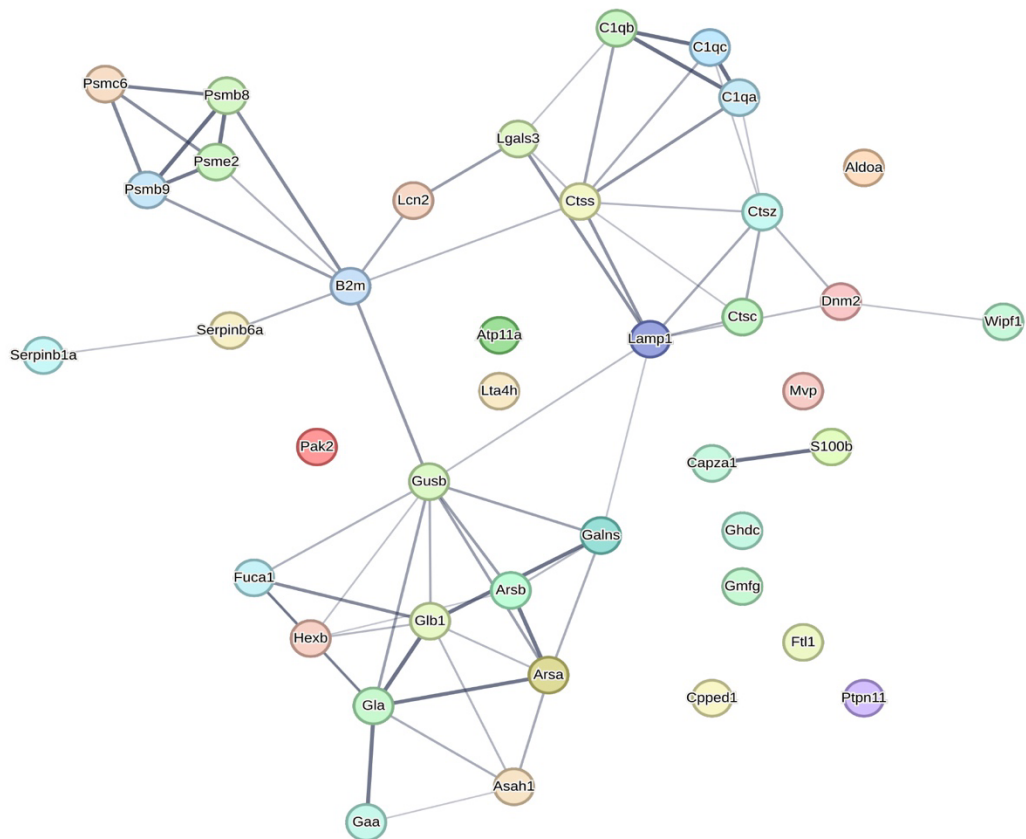 C1qb
C1qc
Psmc6
Psmb8
C1qa
Lgals3
Psme2
Aldoa
Psmb9
Lcn2
Ctss
Ctsz
B2m
Dnm2
Ctsc
Wipf1
Serpinb6a
Atp11a
Lamp1
Serpinb1a
Lta4h
Mvp
Pak2
S100b
Capza1
Gusb
Ghdc
Galns
Fuca1
Arsb
Gmfg
Glb1
Hexb
Ftl1
Arsa
Gla
Cpped1
Ptpn11
Asah1
Gaa